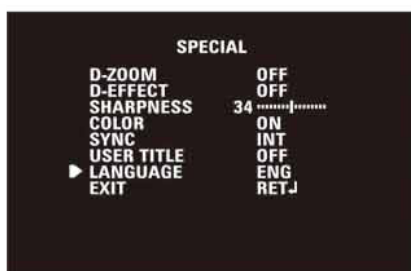 SPECIAL
D-ZOOM OFF
D-EFFECT OFF
SHARPNESS 34
COLOR ON
SYNC INT
USER TITLE OFF
LANGUAGE ENG
EXIT RET